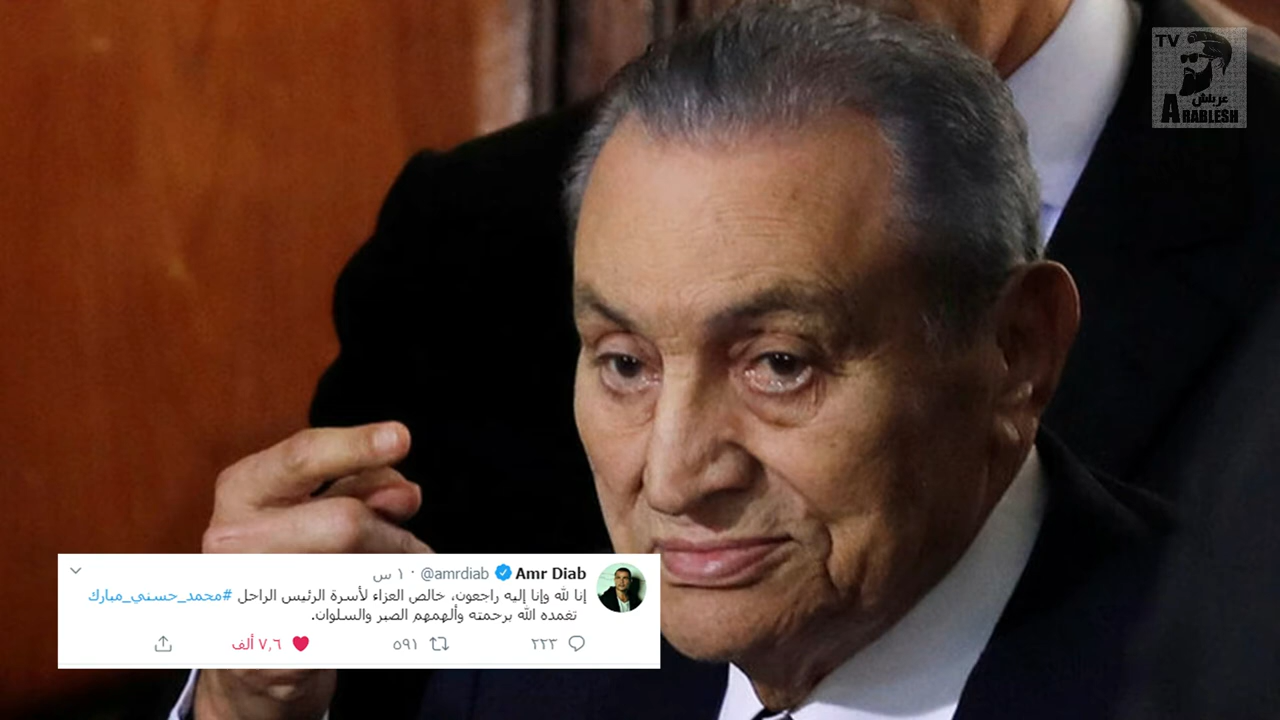 TV
عربلش
ARABLESH
Amr Diab @amrdiab · ١ س
إنا لله وإنا إليه راجعون، خالص العزاء لأسرة الرئيس الراحل #محمد_حسني_مبارك
تغمده الله برحمته وألهمهم الصبر والسلوان.
٢٢٣ ٥٩١ ٧,٦ ألف